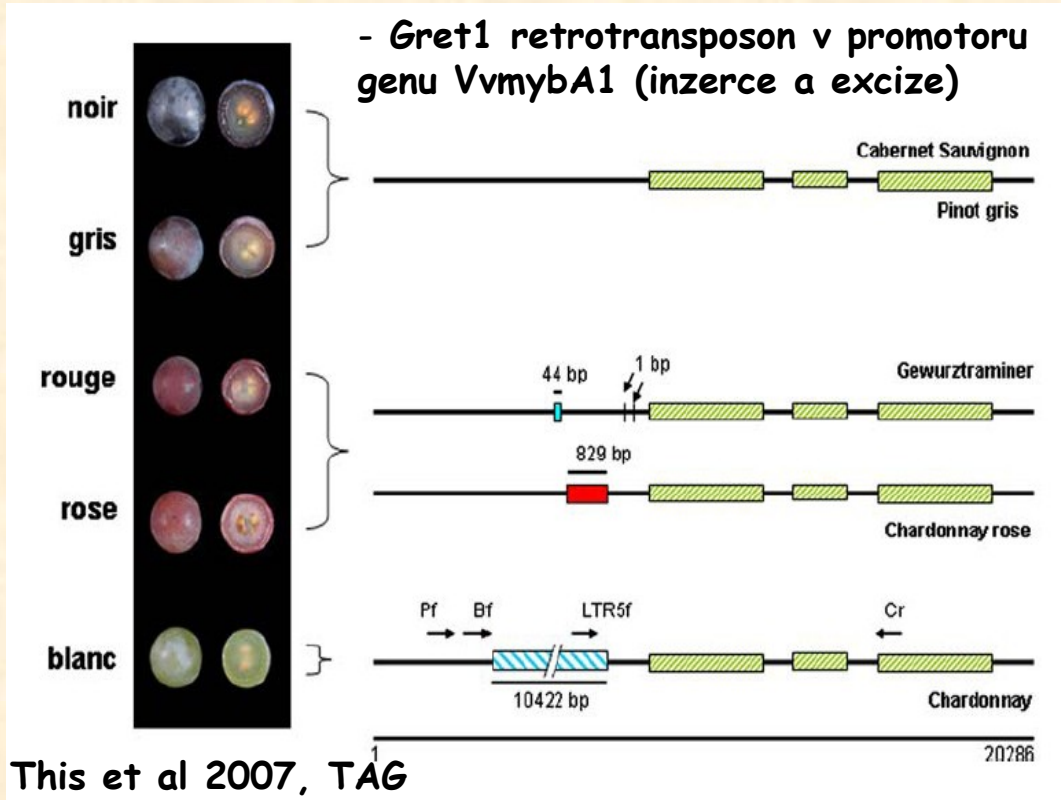 - Gret1 retrotransposon v promotoru
genu VvmybA1 (inzerce a excize)
noir
gris
rouge
rose
blanc
Cabernet Sauvignon
Pinot gris
44 bp
1 bp
Gewurztraminer
829 bp
Chardonnay rose
Pf
Bf
LTR5f
Cr
10422 bp
Chardonnay
1
20286
This et al 2007, TAG